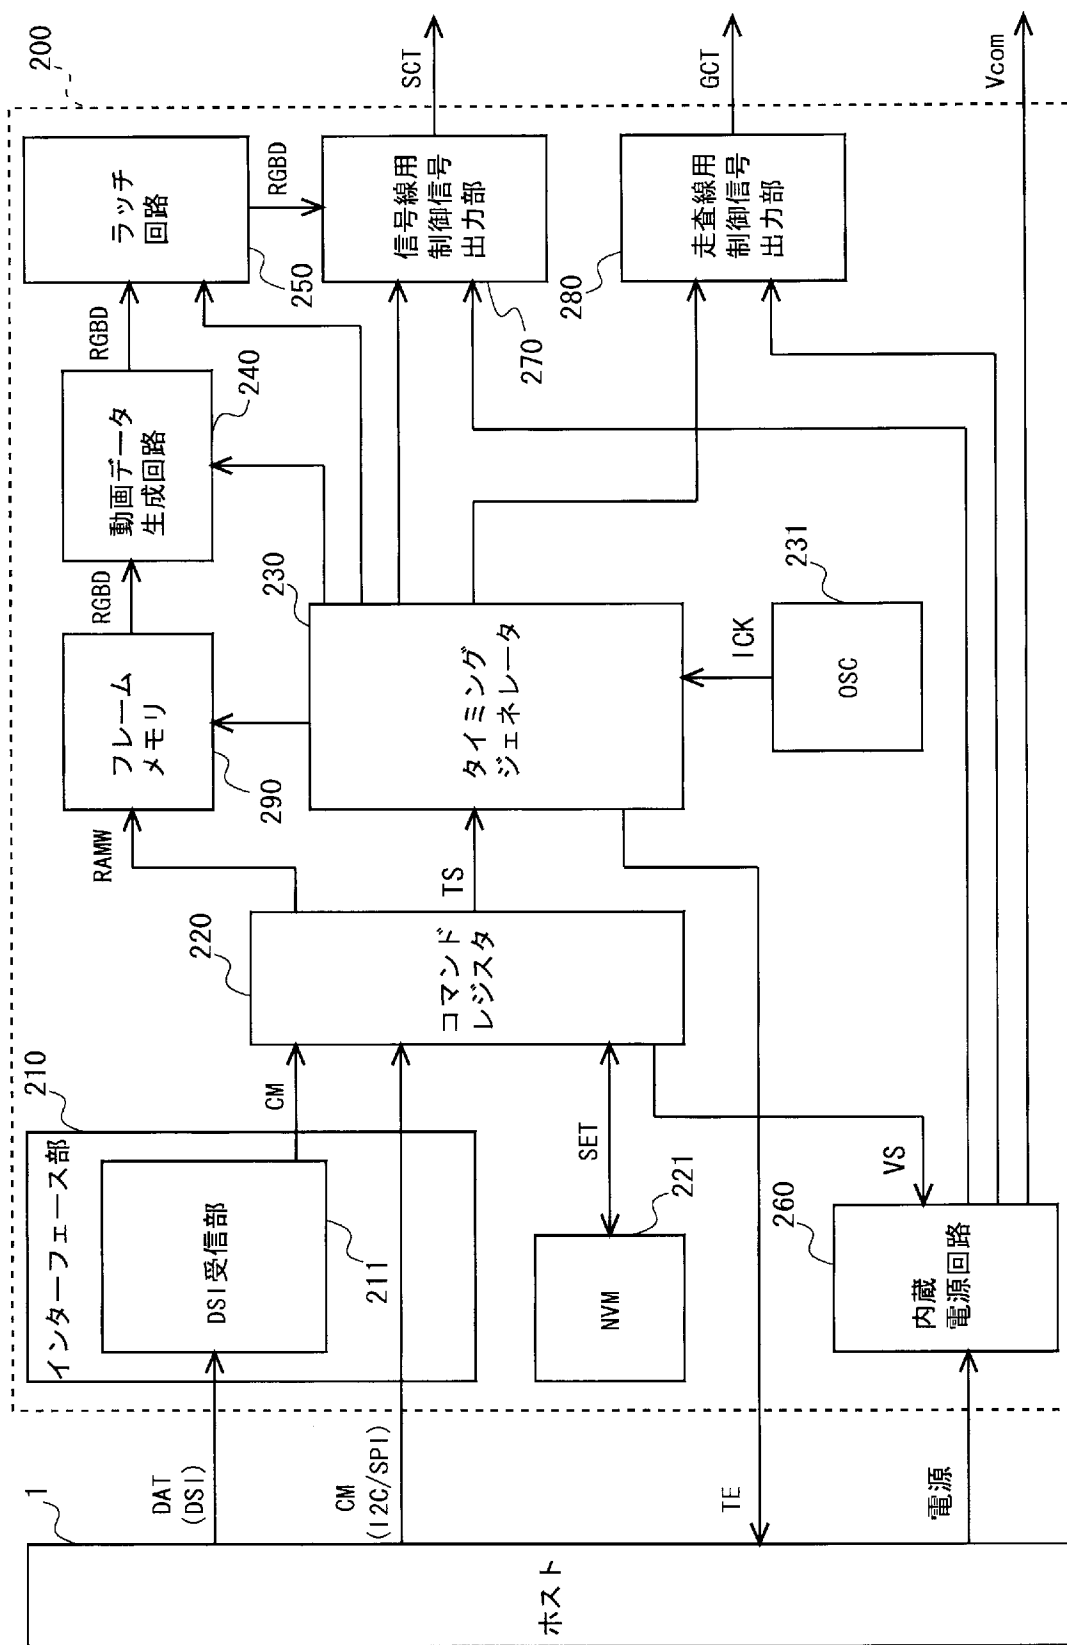 200
ラッチ
回路
250
RGBD
信号線用
制御信号
出力部
270
SCT
走査線用
制御信号
出力部
280
GCT
Vcom
RGBD
動画データ
生成回路
240
RGBD
フレーム
メモリ
290
RAMW
タイミング
ジェネレータ
230
OSC
231
ICK
TS
コマンド
レジスタ
220
CM
インターフェース部
210
DSI受信部
211
SET
NVM
221
VS
内蔵
電源回路
260
DAT
(DSI)
CM
(I2C/SPI)
TE
電源
ホスト
1